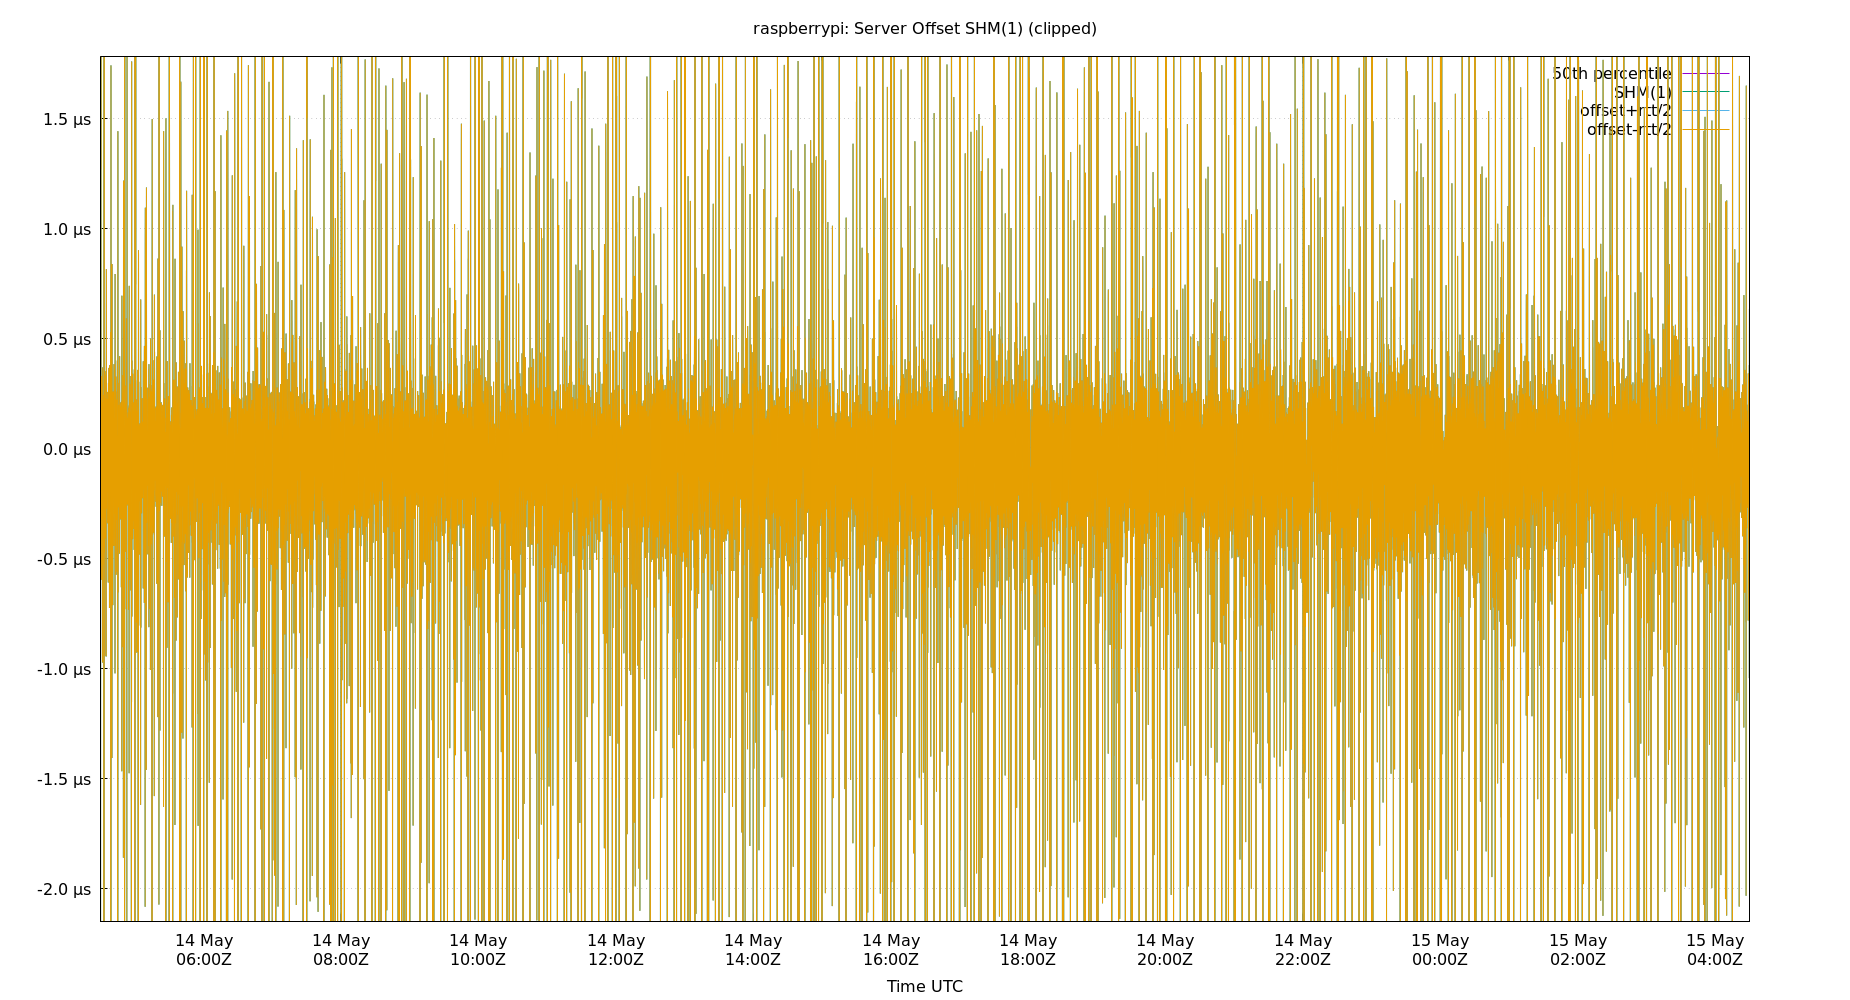 raspberrypi: Server Offset SHM(1) (clipped)
50th percentile
SHM(1)
offset+rtt/2
offset-rtt/2
1.5 µs
1.0 µs
0.5 µs
0.0 µs
-0.5 µs
-1.0 µs
-1.5 µs
-2.0 µs
14 May 14 May 14 May 14 May 14 May 14 May 14 May 14 May 14 May 15 May 15 May 15 May
06:00Z 08:00Z 10:00Z 12:00Z 14:00Z 16:00Z 18:00Z 20:00Z 22:00Z 00:00Z 02:00Z 04:00Z
Time UTC